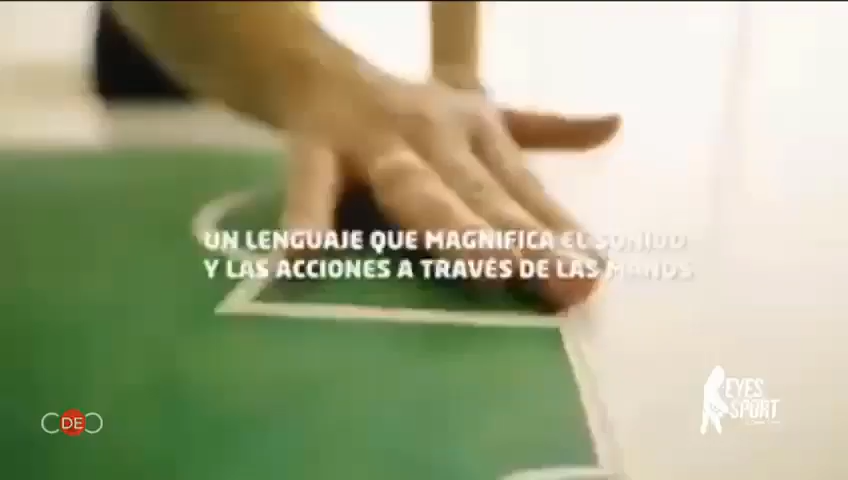 UN LENGUAJE QUE MAGNIFICA EL SONIDO
Y LAS ACCIONES A TRAVÉS DE LAS MANOS
EYES
SPORT
DE